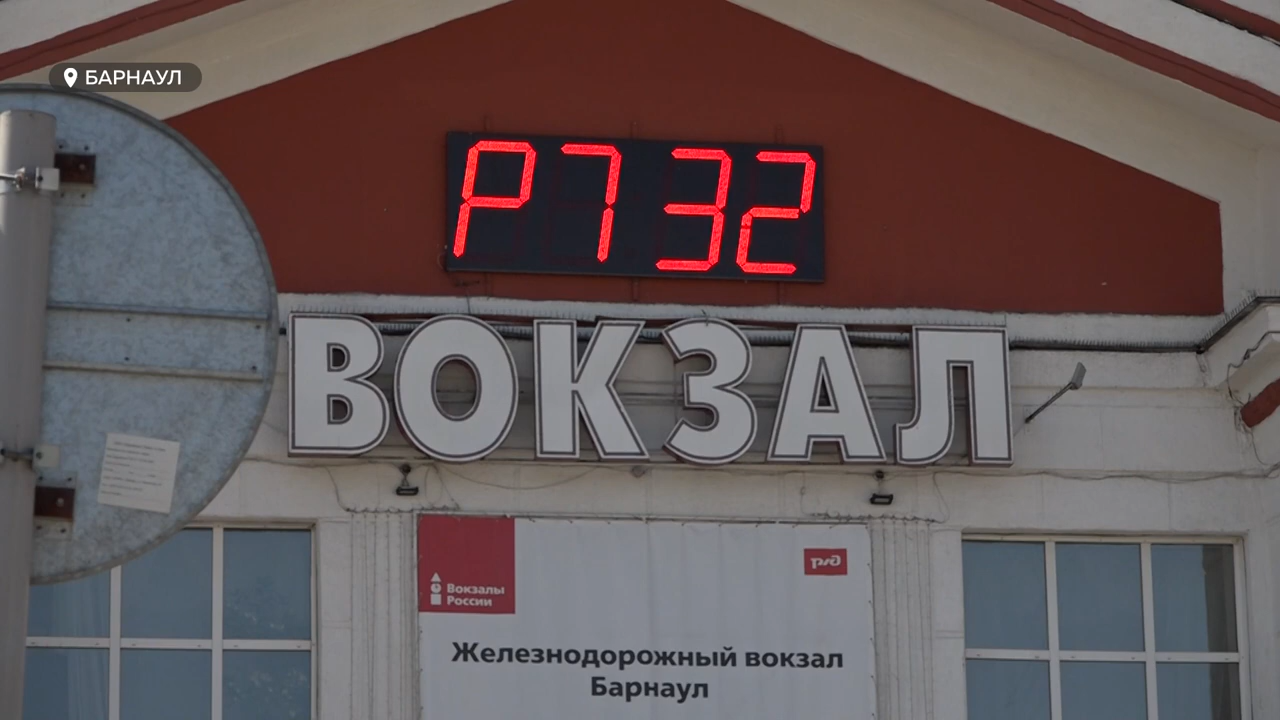 БАРНАУЛ
P732
ВОКЗАЛ
Вокзалы
России
ржд
Железнодорожный вокзал
Барнаул